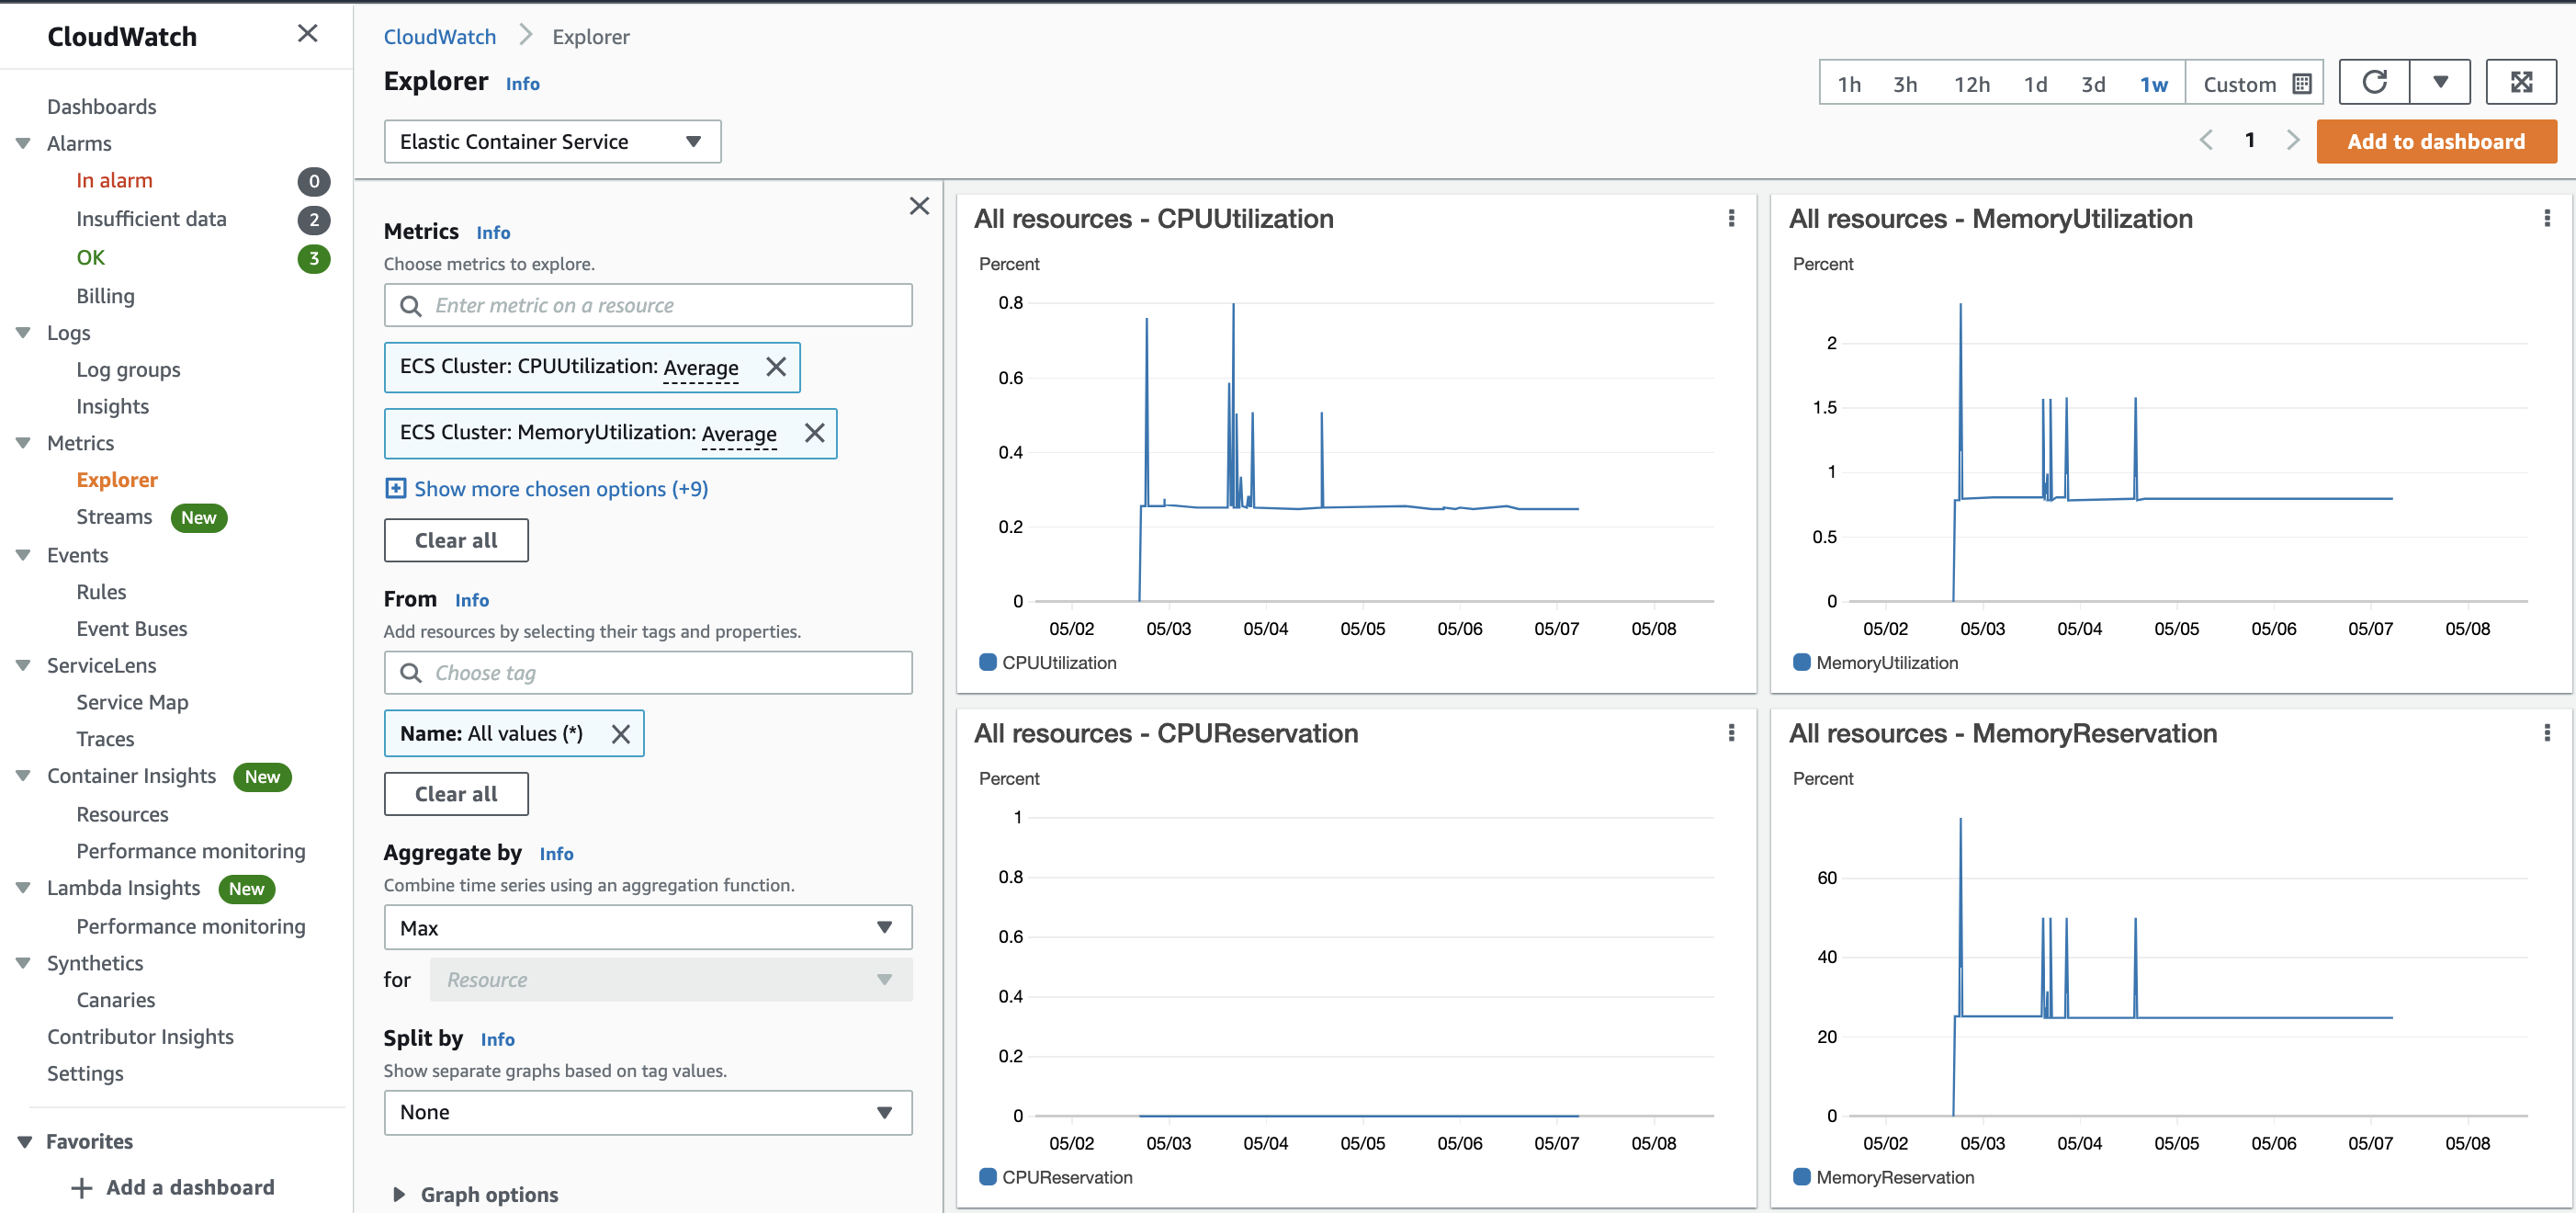 CloudWatch
Dashboards
Alarms
In alarm 0
Insufficient data 2
OK 3
Billing
Logs
Log groups
Insights
Metrics
Explorer
Streams New
Events
Rules
Event Buses
ServiceLens
Service Map
Traces
Container Insights New
Resources
Performance monitoring
Lambda Insights New
Performance monitoring
Synthetics
Canaries
Contributor Insights
Settings
Favorites
Add a dashboard
CloudWatch Explorer
Explorer Info
Elastic Container Service
1h 3h 12h 1d 3d 1w Custom
1 Add to dashboard
Metrics Info
Choose metrics to explore.
Enter metric on a resource
ECS Cluster: CPUUtilization: Average
ECS Cluster: MemoryUtilization: Average
Show more chosen options (+9)
Clear all
From Info
Add resources by selecting their tags and properties.
Choose tag
Name: All values (*)
Clear all
Aggregate by Info
Combine time series using an aggregation function.
Max
for Resource
Split by Info
Show separate graphs based on tag values.
None
Graph options
All resources - CPUUtilization
Percent
0.8
0.6
0.4
0.2
0
05/02 05/03 05/04 05/05 05/06 05/07 05/08
CPUUtilization
All resources - MemoryUtilization
Percent
2
1.5
1
0.5
0
05/02 05/03 05/04 05/05 05/06 05/07 05/08
MemoryUtilization
All resources - CPUReservation
Percent
1
0.8
0.6
0.4
0.2
0
05/02 05/03 05/04 05/05 05/06 05/07 05/08
CPUReservation
All resources - MemoryReservation
Percent
60
40
20
0
05/02 05/03 05/04 05/05 05/06 05/07 05/08
MemoryReservation